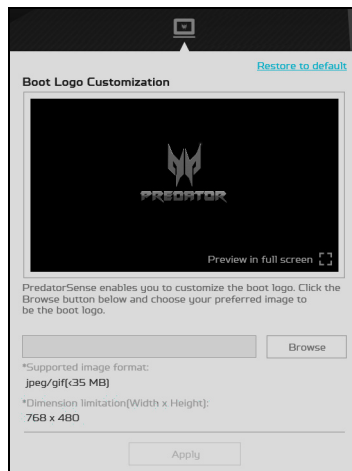 Restore to default
Boot Logo Customization
PREDATOR
Preview in full screen
PredatorSense enables you to customize the boot logo. Click the
Browse button below and choose your preferred image to
be the boot logo.
Browse
*Supported image format:
jpeg/gif(<35 MB)
*Dimension limitation(Width x Height):
768 x 480
Apply